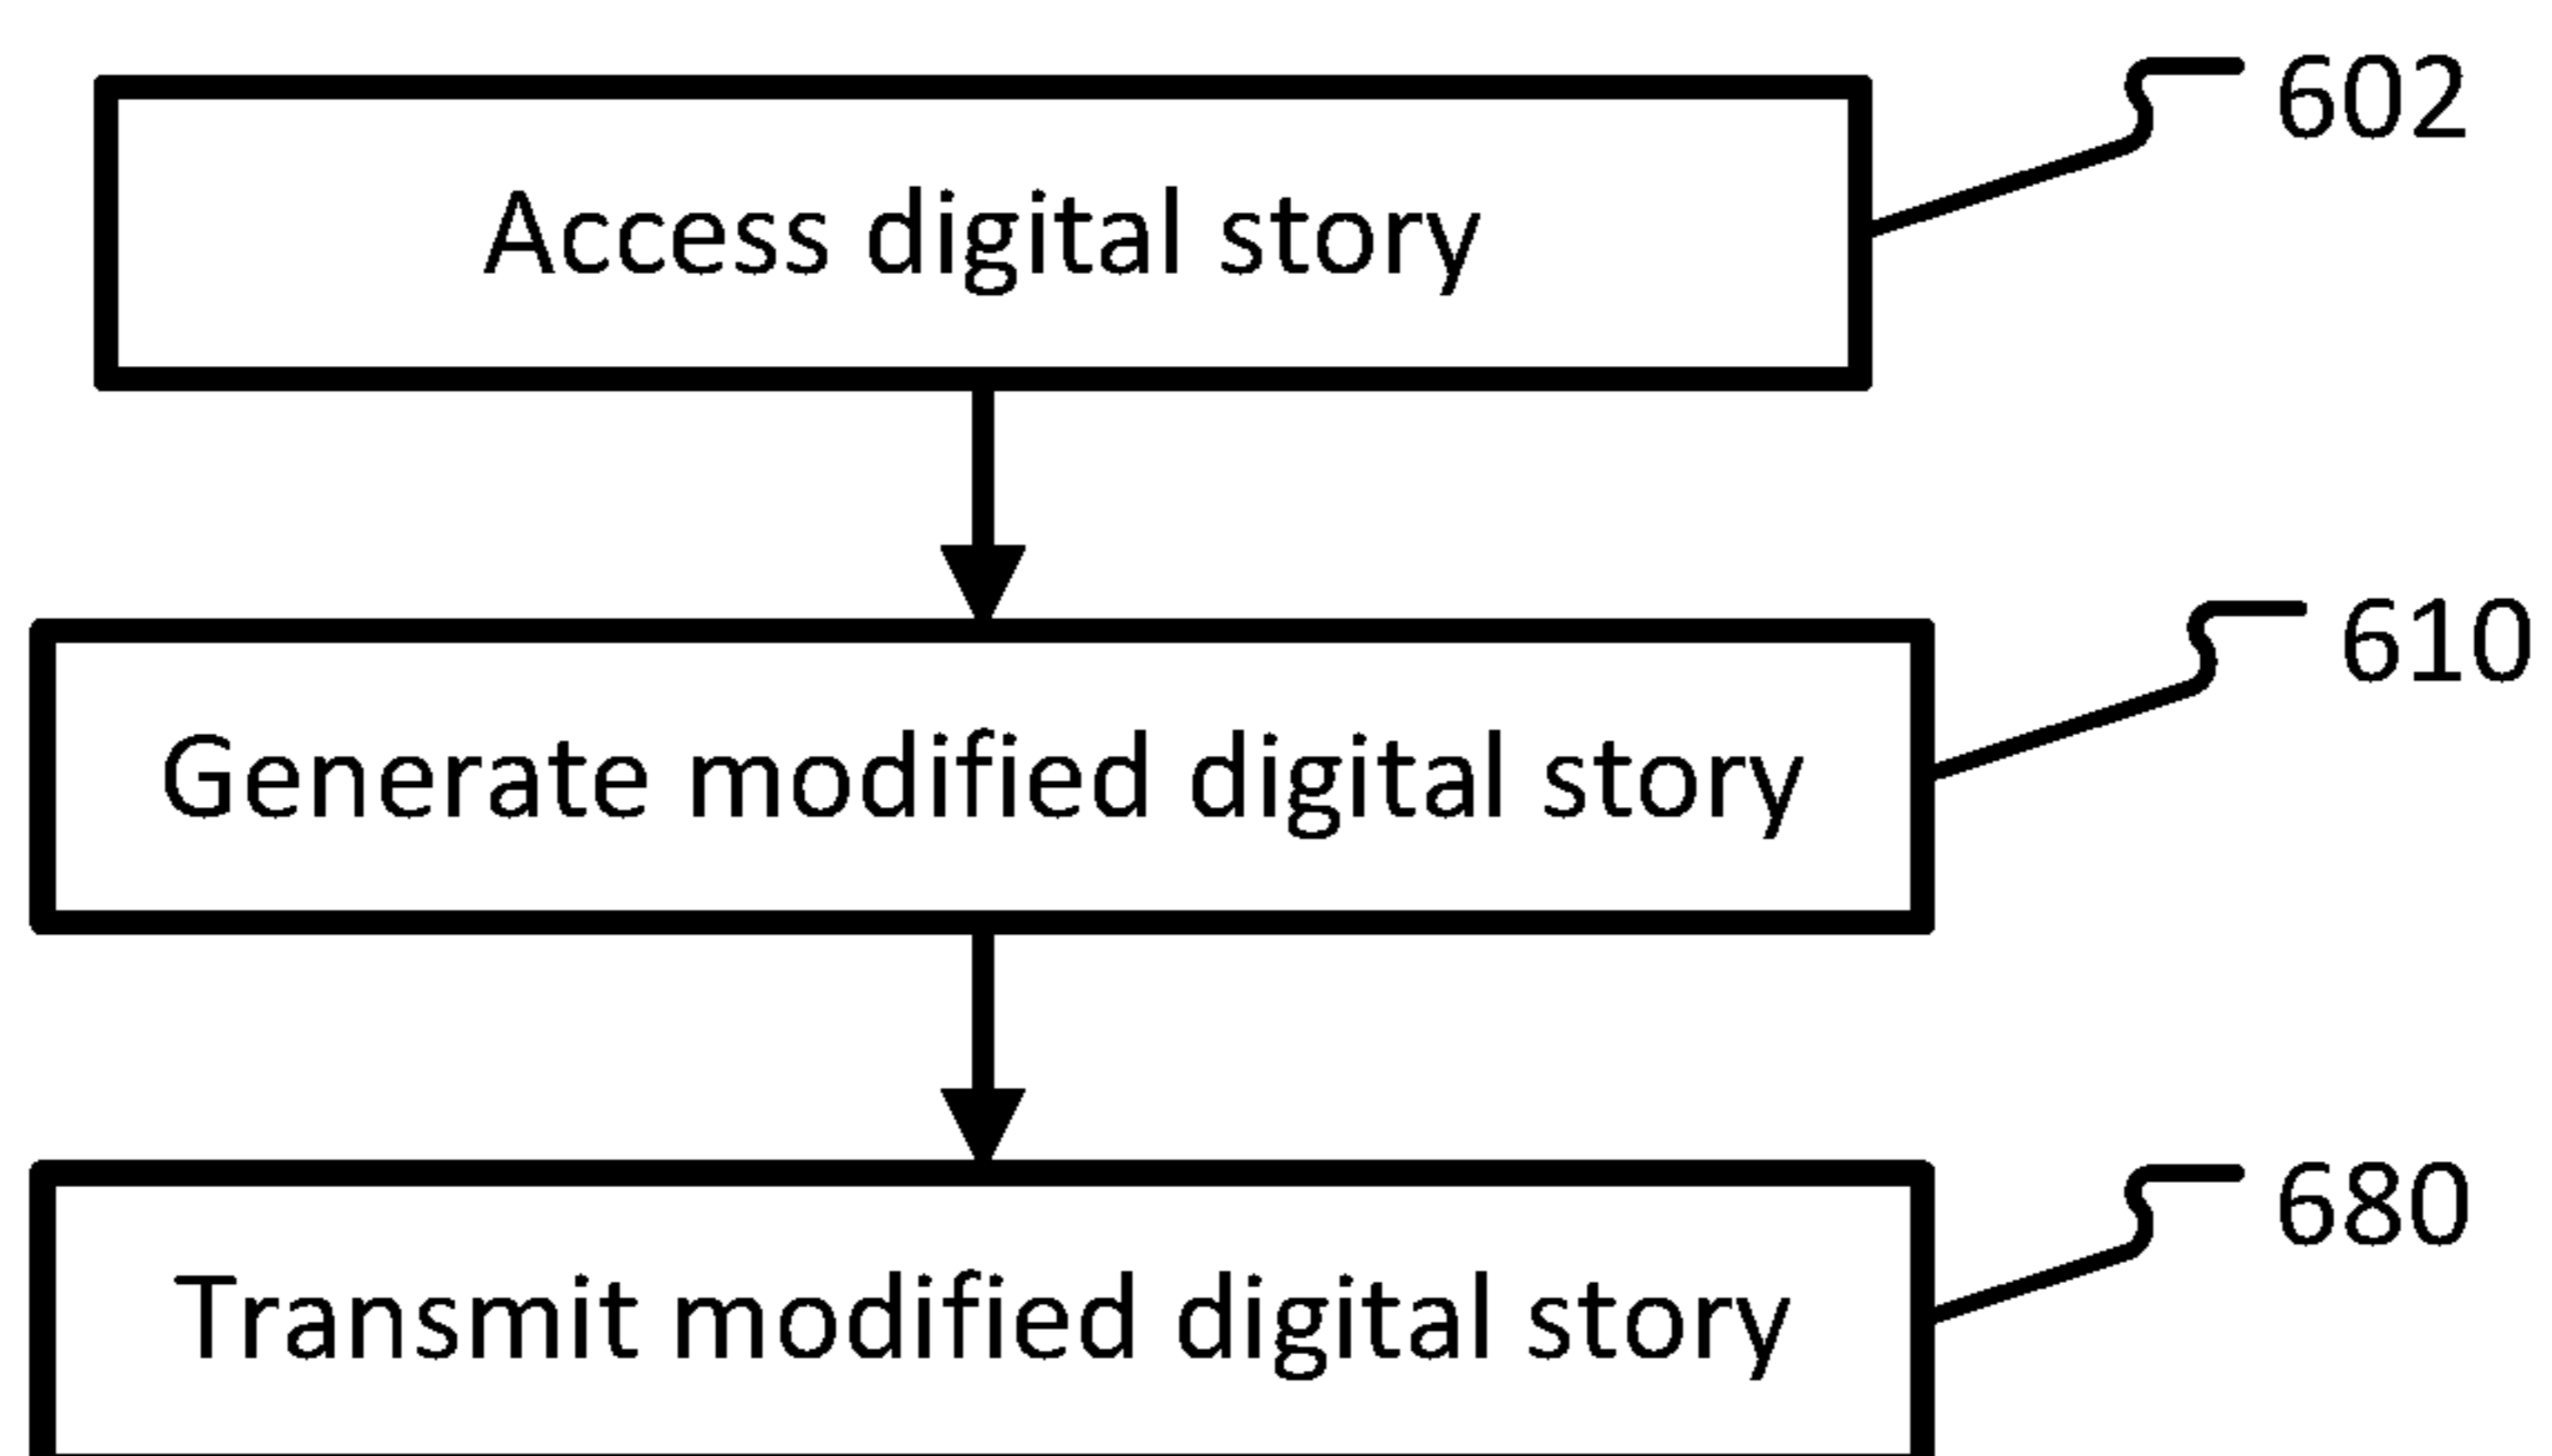 602
Access digital story
610
Generate modified digital story
680
Transmit modified digital story